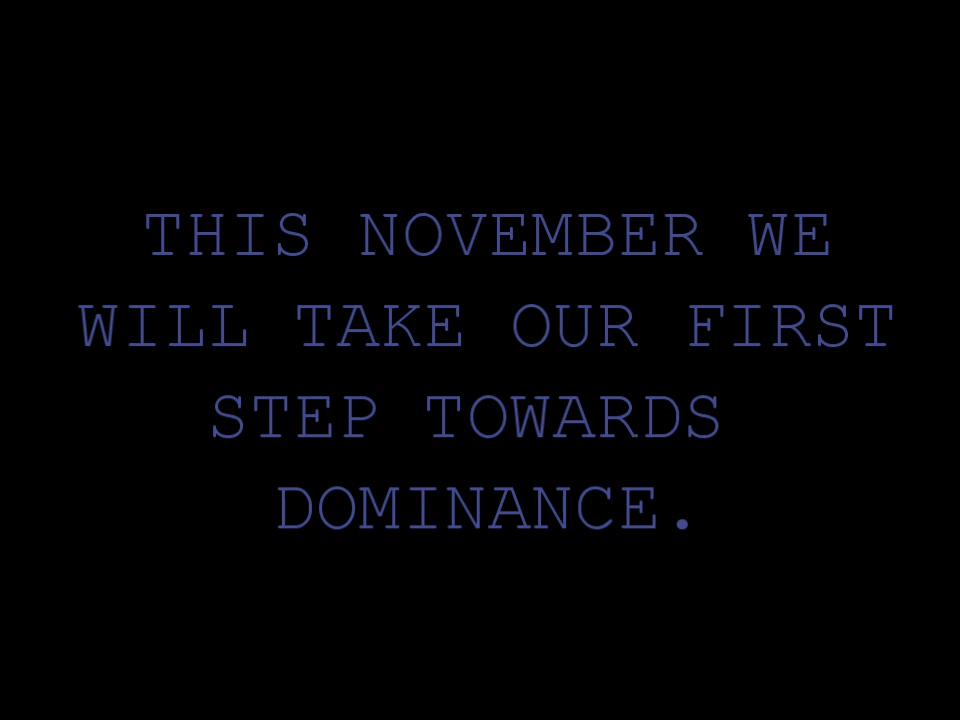 THIS NOVEMBER WE
WILL TAKE OUR FIRST
STEP TOWARDS
DOMINANCE.